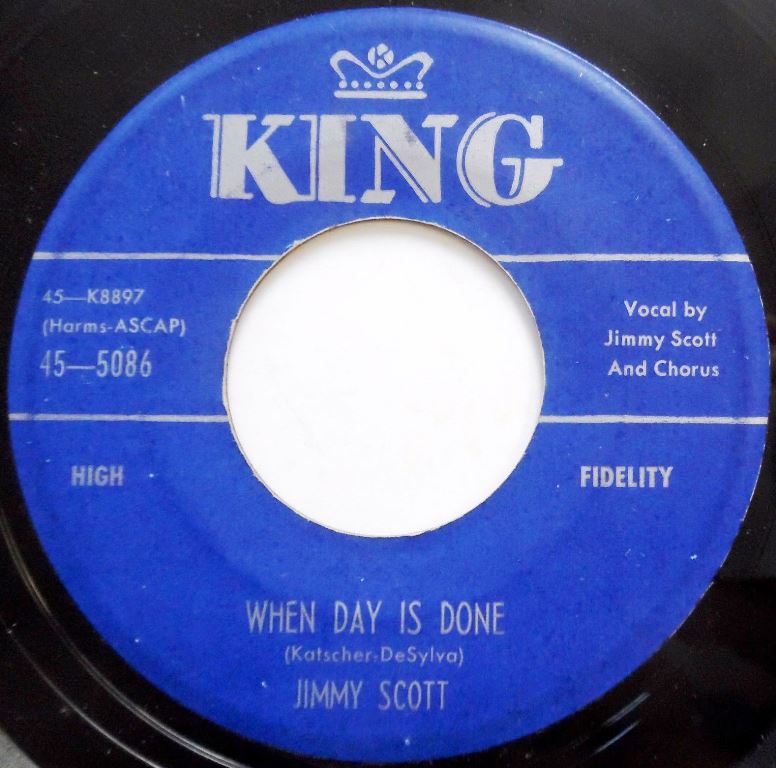 K
KING
45—K8897
(Harms-ASCAP)
45—5086
Vocal by
Jimmy Scott
And Chorus
HIGH FIDELITY
WHEN DAY IS DONE
(Katscher-DeSylva)
JIMMY SCOTT